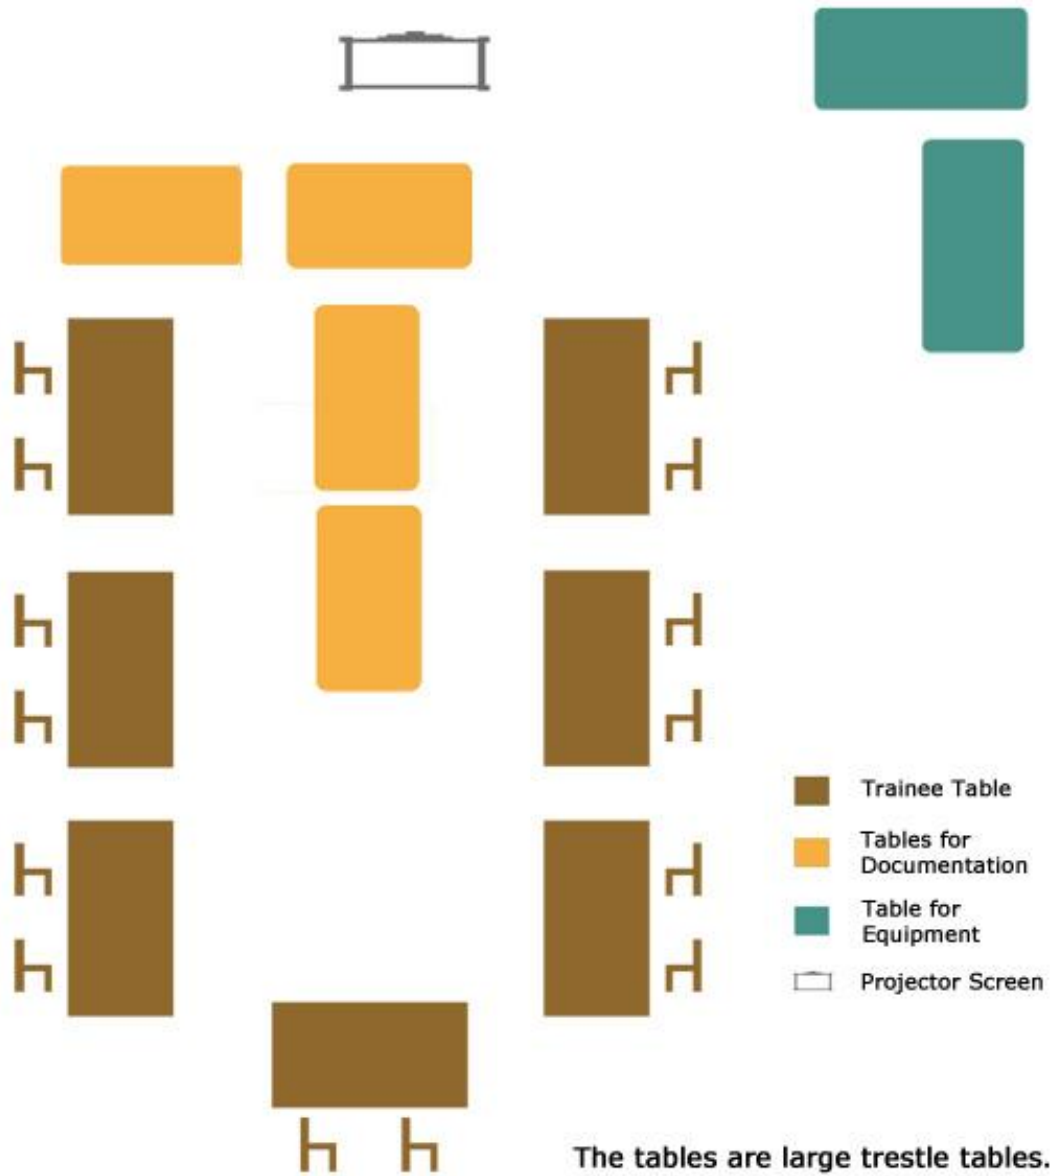 Trainee Table
Tables for
Documentation
Table for
Equipment
Projector Screen
The tables are large trestle tables.